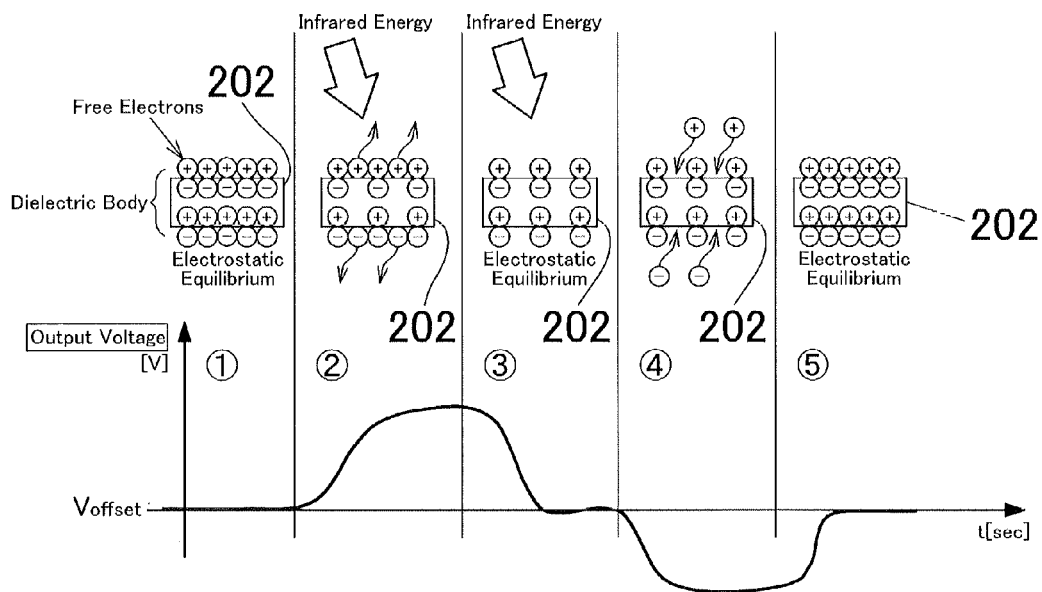 Infrared Energy
Infrared Energy
202
Free Electrons
+ + + + +
- - - - -
+ + + + +
- - - - -
Dielectric Body
Electrostatic
Equilibrium
+ + + + +
- - -
+ + +
- - - - -
202
+ + +
- - -
+ + +
- - -
Electrostatic
Equilibrium
202
+ +
+ + +
- - -
+ + +
- - -
- -
202
+ + + + +
- - - - -
+ + + + +
- - - - -
202
Electrostatic
Equilibrium
Output Voltage
[V]
① ② ③ ④ ⑤
Voffset
t[sec]